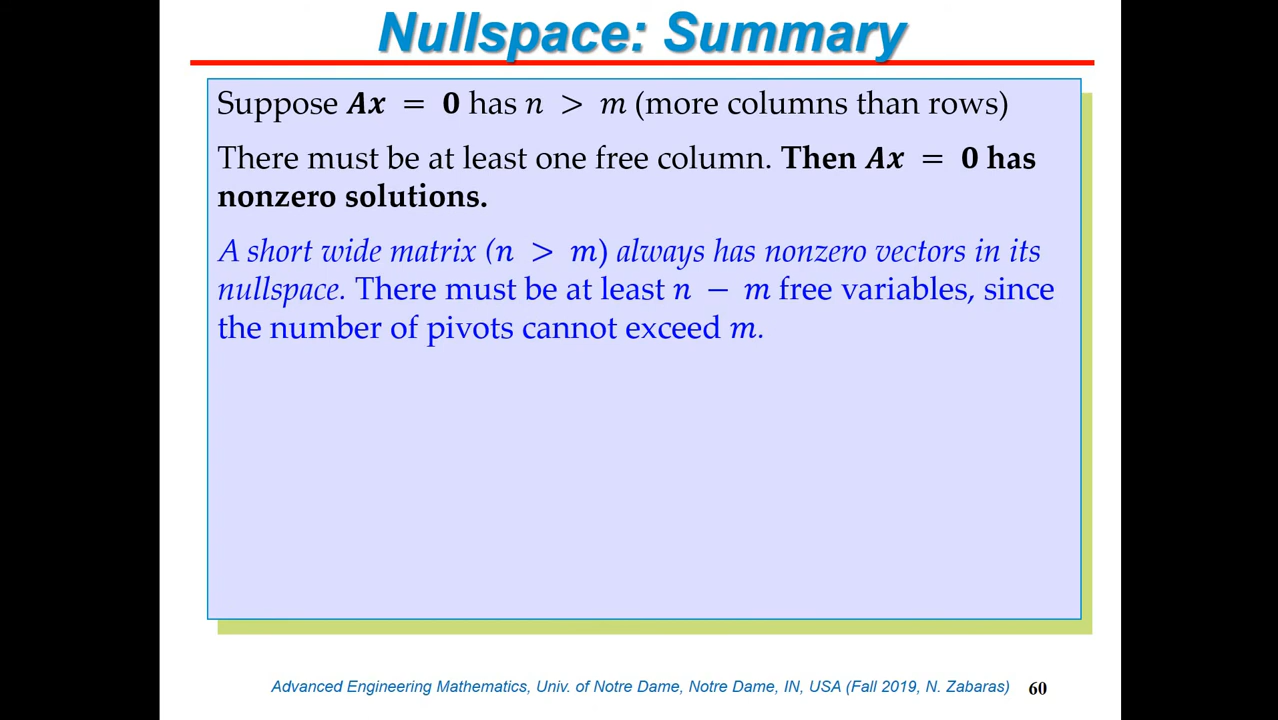 Nullspace: Summary
Suppose Ax = 0 has n > m (more columns than rows)
There must be at least one free column. Then Ax = 0 has
nonzero solutions.
A short wide matrix (n > m) always has nonzero vectors in its
nullspace. There must be at least n − m free variables, since
the number of pivots cannot exceed m.
Advanced Engineering Mathematics, Univ. of Notre Dame, Notre Dame, IN, USA (Fall 2019, N. Zabaras) 60